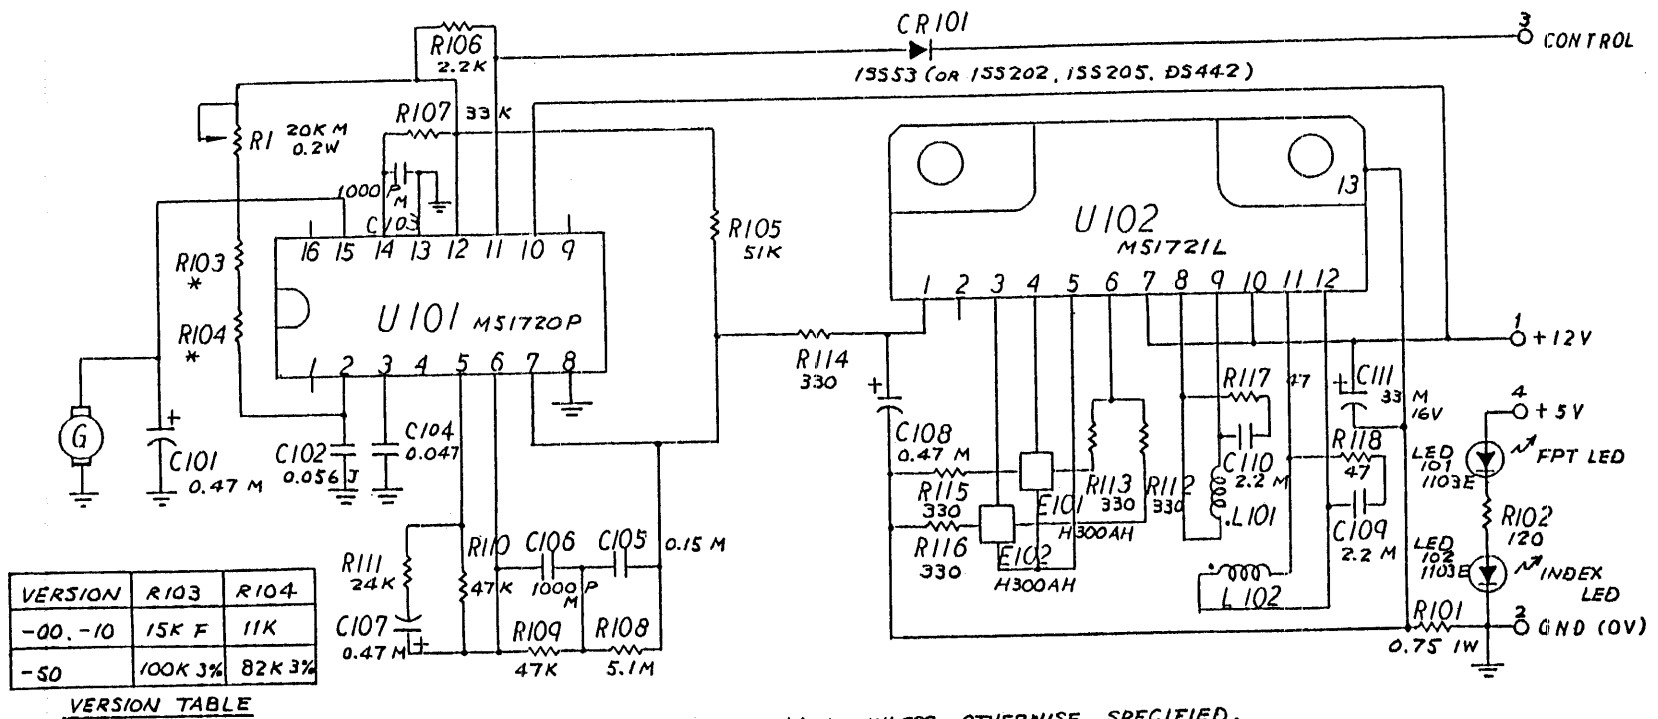 CR101
3
CONTROL
R106
2.2K
1SS53 (OR 1SS202, 1SS205, DS442)
R107 33K
R1 20K M
0.2W
1000 P
M
C103
R105
51K
13
U102
M51721L
16 15 14 13 12 11 10 9
R103
*
U101 M51720P
R104
*
1 2 3 4 5 6 7 8
1 2 3 4 5 6 7 8 9 10 11 12
1
+12V
R114
330
R117 47
C111
33 M
16V
4
+5V
G
C101
0.47 M
C102
0.056 J
C104
0.047
C108
0.47 M
R115
330
R116
330
E101
H300AH
E102
H300AH
R113
330
R112
330
C110
2.2 M
L101
R118
47
C109
2.2 M
L102
LED
101
1103E
FPT LED
R102
120
LED
102
1103E
INDEX
LED
R111
24K
R110
47K
C106
1000 P
M
C105
0.15 M
C107
0.47 M
R109
47K
R108
5.1M
R101
0.75 1W
2
GND (0V)
VERSION R103 R104
-00.-10 15K F 11K
-50 100K 3% 82K 3%
VERSION TABLE
UNLESS OTHERWISE SPECIFIED.